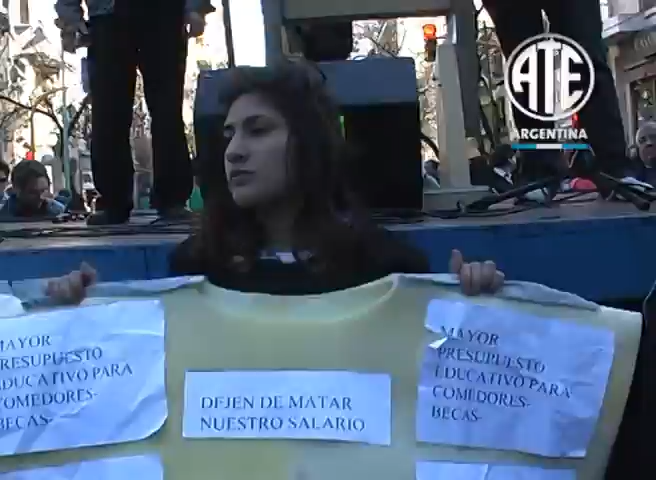 ATE
ARGENTINA
MAYOR
PRESUPUESTO
EDUCATIVO PARA
COMEDORES-
BECAS-
DEJEN DE MATAR
NUESTRO SALARIO
MAYOR
PRESUPUESTO
EDUCATIVO PARA
COMEDORES-
BECAS-